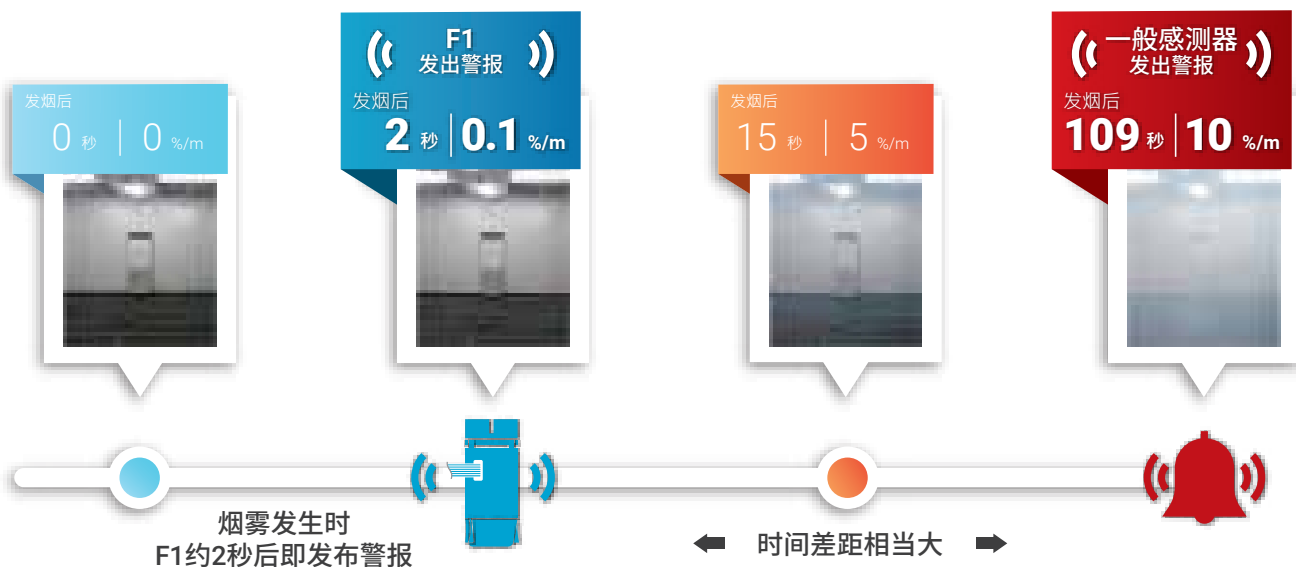 发烟后
0 秒 | 0 %/m
F1
发出警报
发烟后
2 秒 | 0.1 %/m
发烟后
15 秒 | 5 %/m
一般感测器
发出警报
发烟后
109 秒 | 10 %/m
烟雾发生时
F1约2秒后即发布警报
时间差距相当大